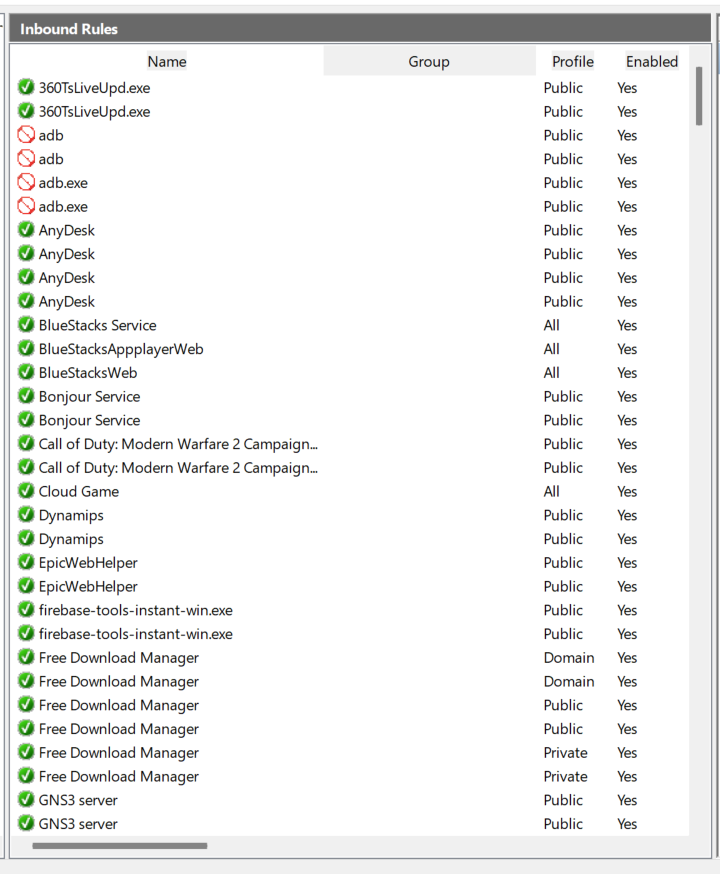 Inbound Rules
Name Group Profile Enabled
360TsLiveUpd.exe Public Yes
360TsLiveUpd.exe Public Yes
adb Public Yes
adb Public Yes
adb.exe Public Yes
adb.exe Public Yes
AnyDesk Public Yes
AnyDesk Public Yes
AnyDesk Public Yes
AnyDesk Public Yes
BlueStacks Service All Yes
BlueStacksAppplayerWeb All Yes
BlueStacksWeb All Yes
Bonjour Service Public Yes
Bonjour Service Public Yes
Call of Duty: Modern Warfare 2 Campaign... Public Yes
Call of Duty: Modern Warfare 2 Campaign... Public Yes
Cloud Game All Yes
Dynamips Public Yes
Dynamips Public Yes
EpicWebHelper Public Yes
EpicWebHelper Public Yes
firebase-tools-instant-win.exe Public Yes
firebase-tools-instant-win.exe Public Yes
Free Download Manager Domain Yes
Free Download Manager Domain Yes
Free Download Manager Public Yes
Free Download Manager Public Yes
Free Download Manager Private Yes
Free Download Manager Private Yes
GNS3 server Public Yes
GNS3 server Public Yes